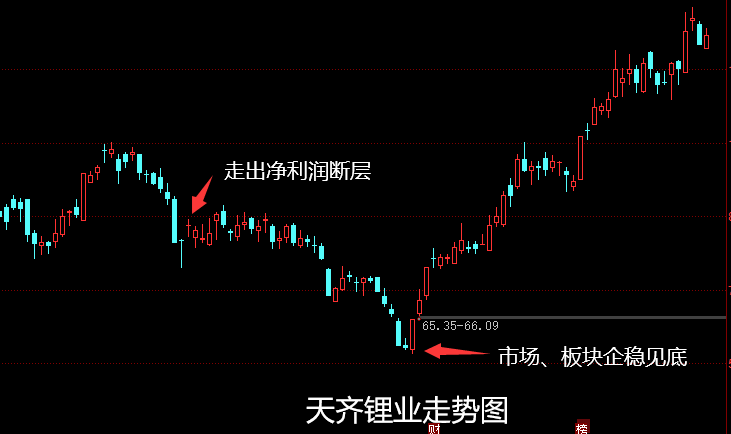 走出净利润断层
65.35-66.09
市场、板块企稳见底
天齐锂业走势图
财
榜